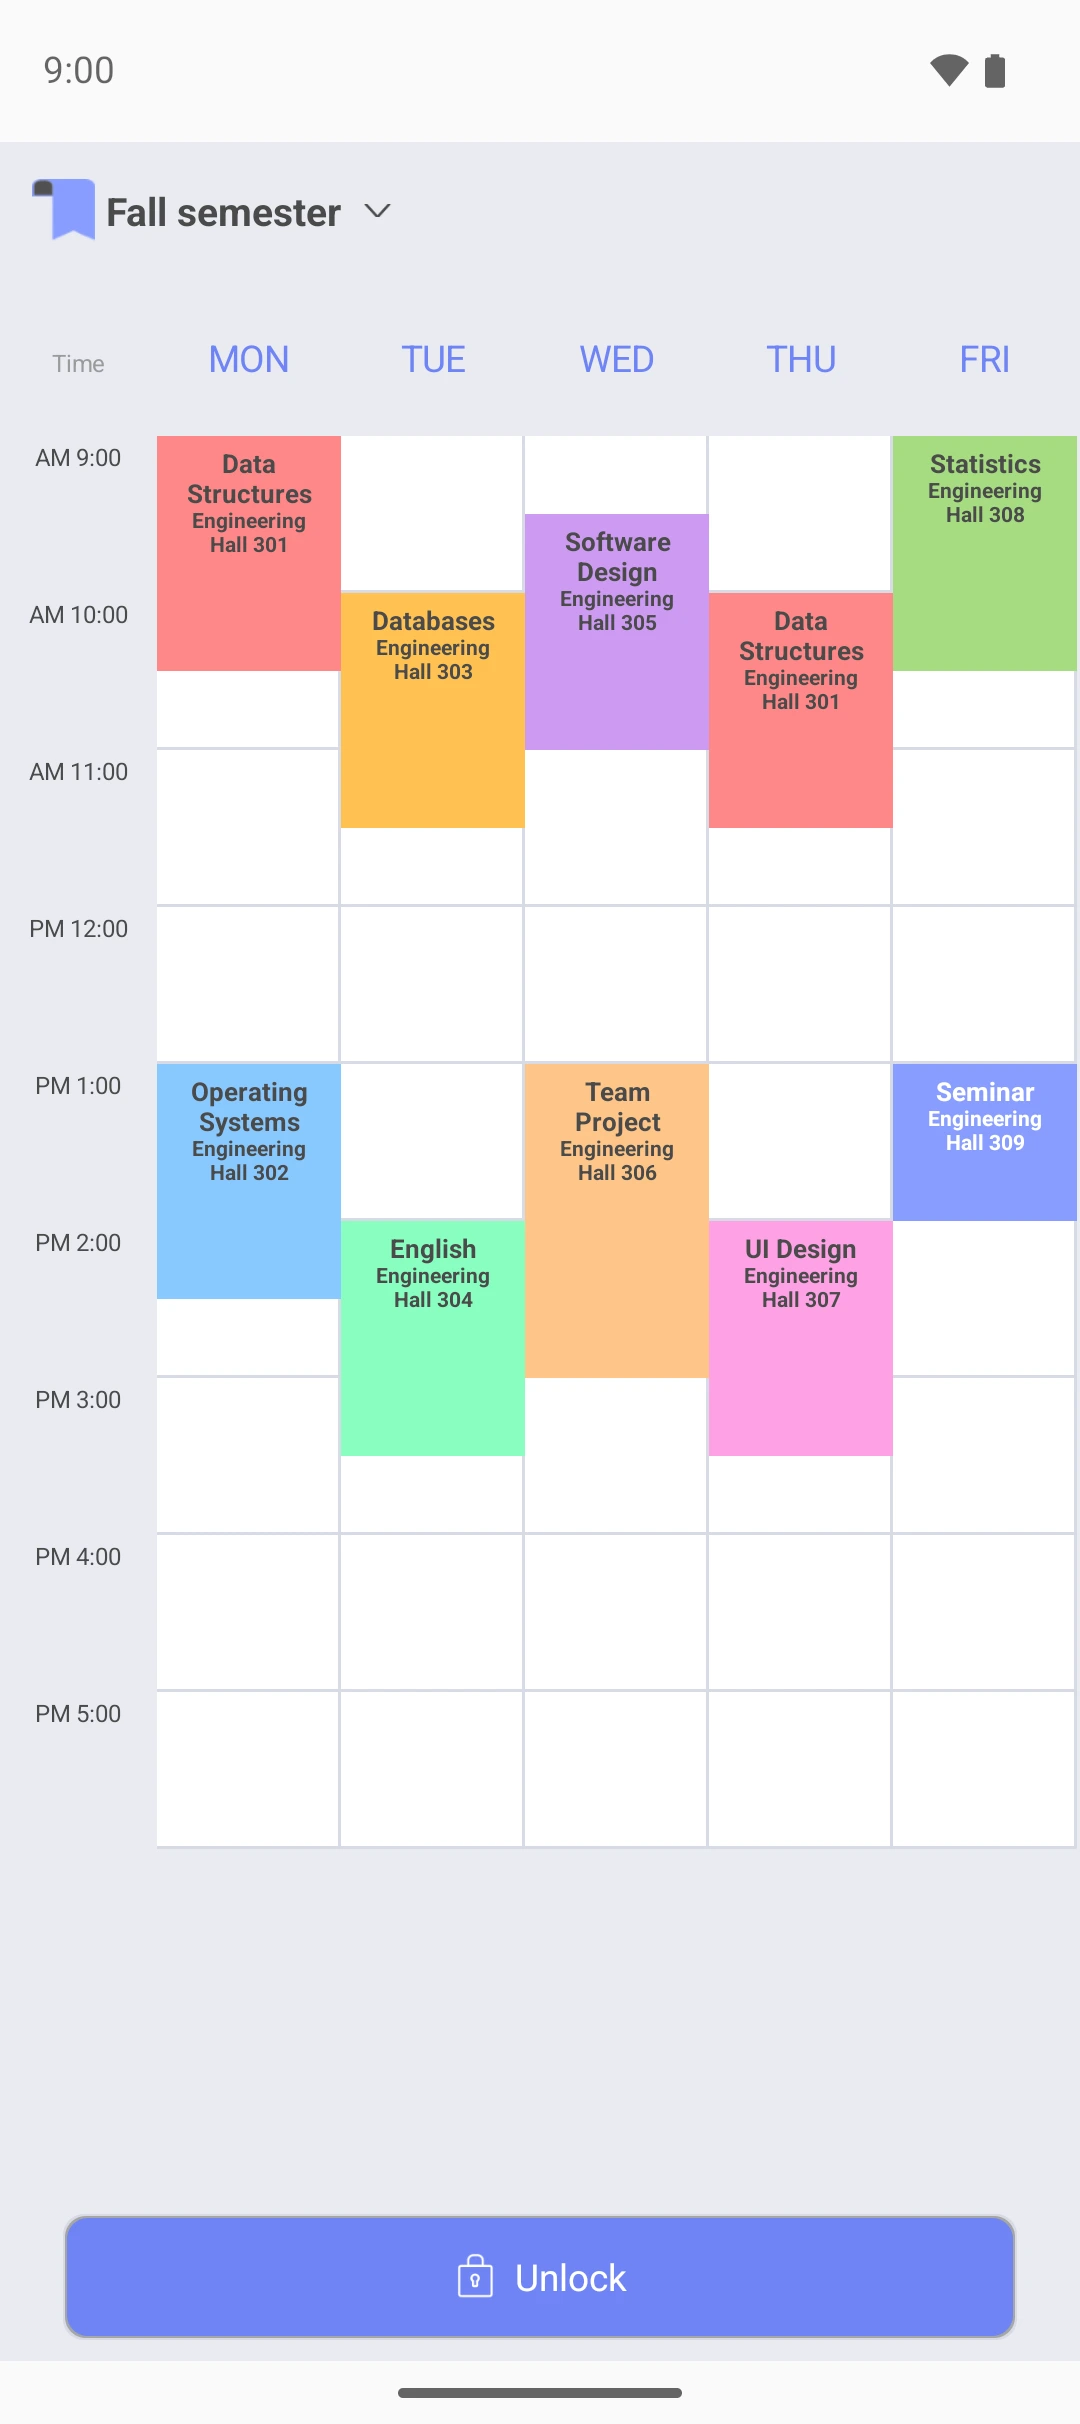 9:00
Fall semester
Time
MON
TUE
WED
THU
FRI
AM 9:00
Data
Structures
Engineering
Hall 301
Statistics
Engineering
Hall 308
Software
Design
Engineering
Hall 305
AM 10:00
Databases
Engineering
Hall 303
Data
Structures
Engineering
Hall 301
AM 11:00
PM 12:00
PM 1:00
Operating
Systems
Engineering
Hall 302
Team
Project
Engineering
Hall 306
Seminar
Engineering
Hall 309
PM 2:00
English
Engineering
Hall 304
UI Design
Engineering
Hall 307
PM 3:00
PM 4:00
PM 5:00
Unlock